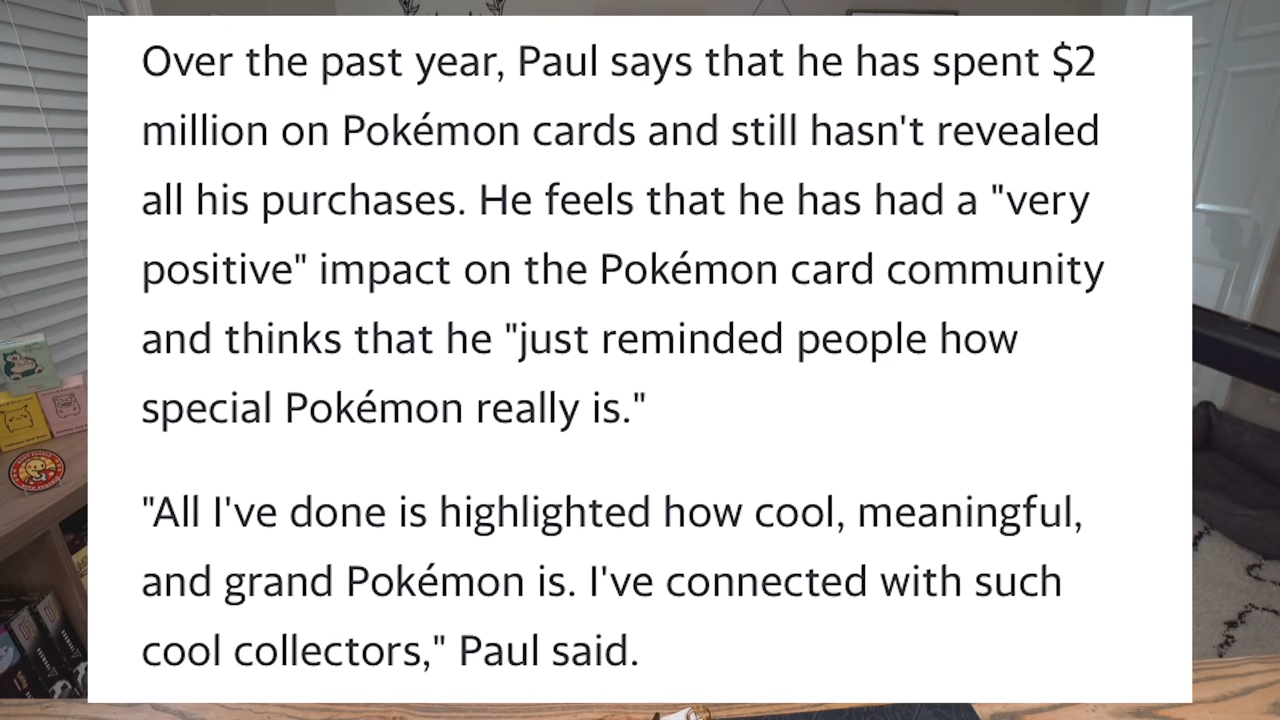 Over the past year, Paul says that he has spent $2
million on Pokémon cards and still hasn't revealed
all his purchases. He feels that he has had a "very
positive" impact on the Pokémon card community
and thinks that he "just reminded people how
special Pokémon really is."
"All I've done is highlighted how cool, meaningful,
and grand Pokémon is. I've connected with such
cool collectors," Paul said.